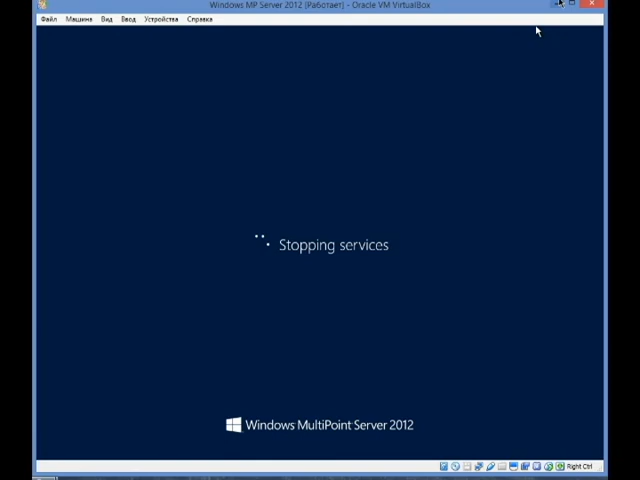 Windows MP Server 2012 [Работает] - Oracle VM VirtualBox
Файл Машина Вид Ввод Устройства Справка
Stopping services
Windows MultiPoint Server 2012
Right Ctrl